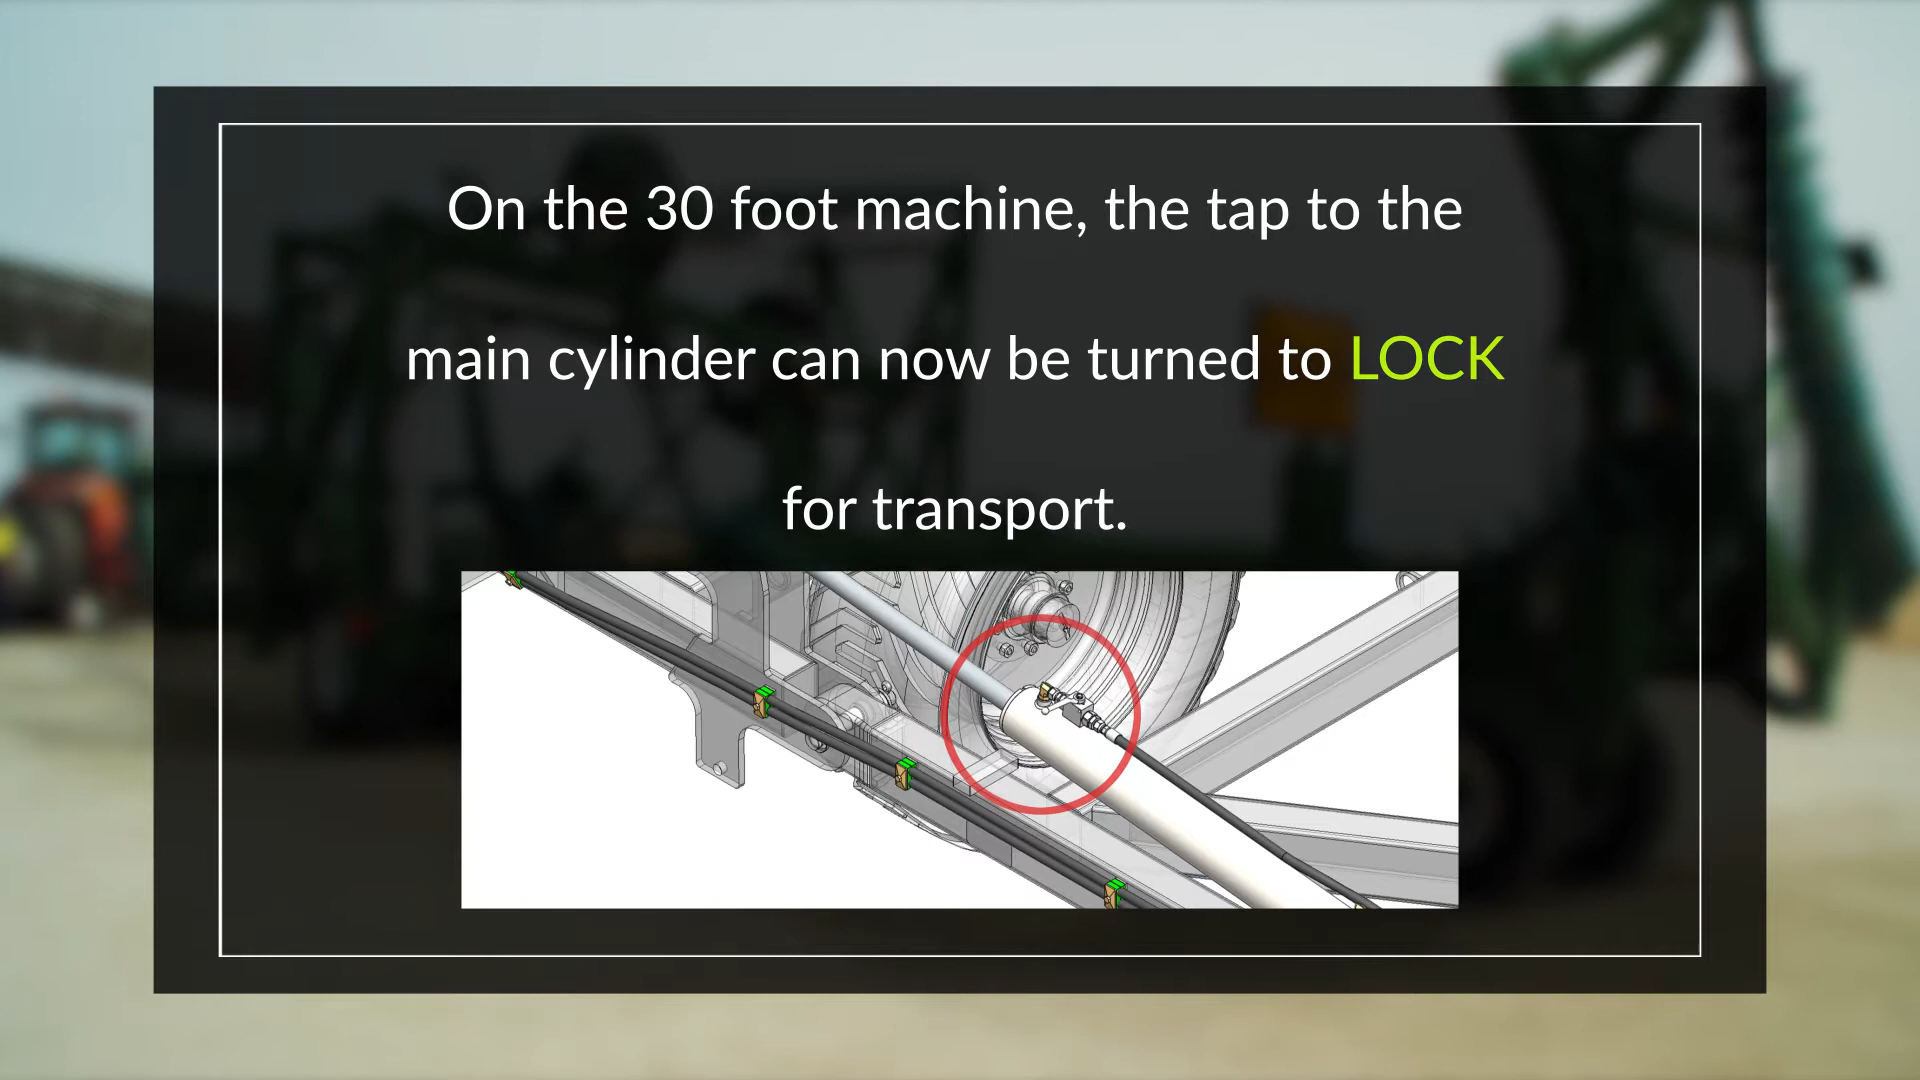 On the 30 foot machine, the tap to the
main cylinder can now be turned to LOCK
for transport.